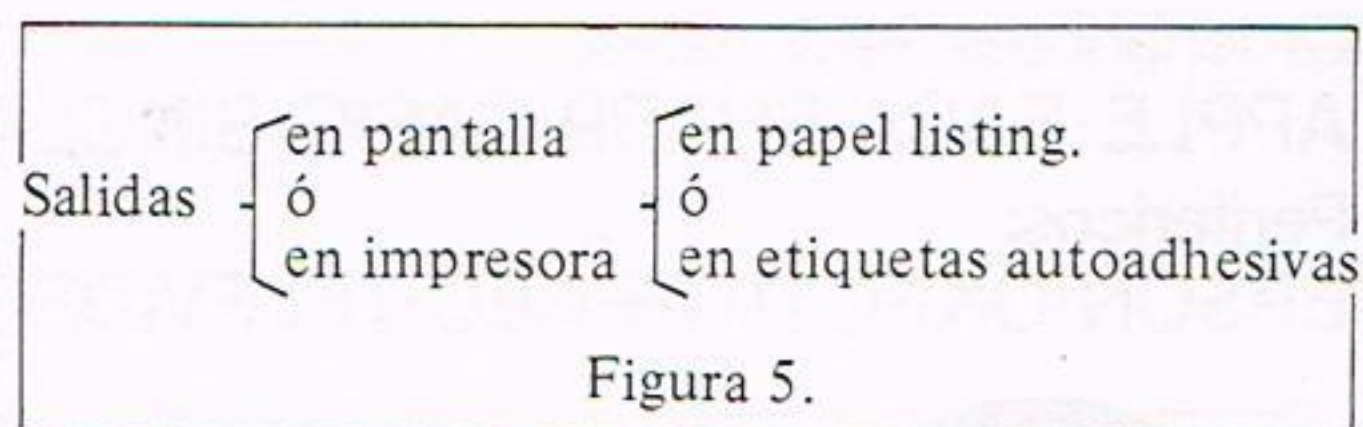 en pantalla en papel listing.
Salidas ó ó
en impresora en etiquetas autoadhesivas
Figura 5.